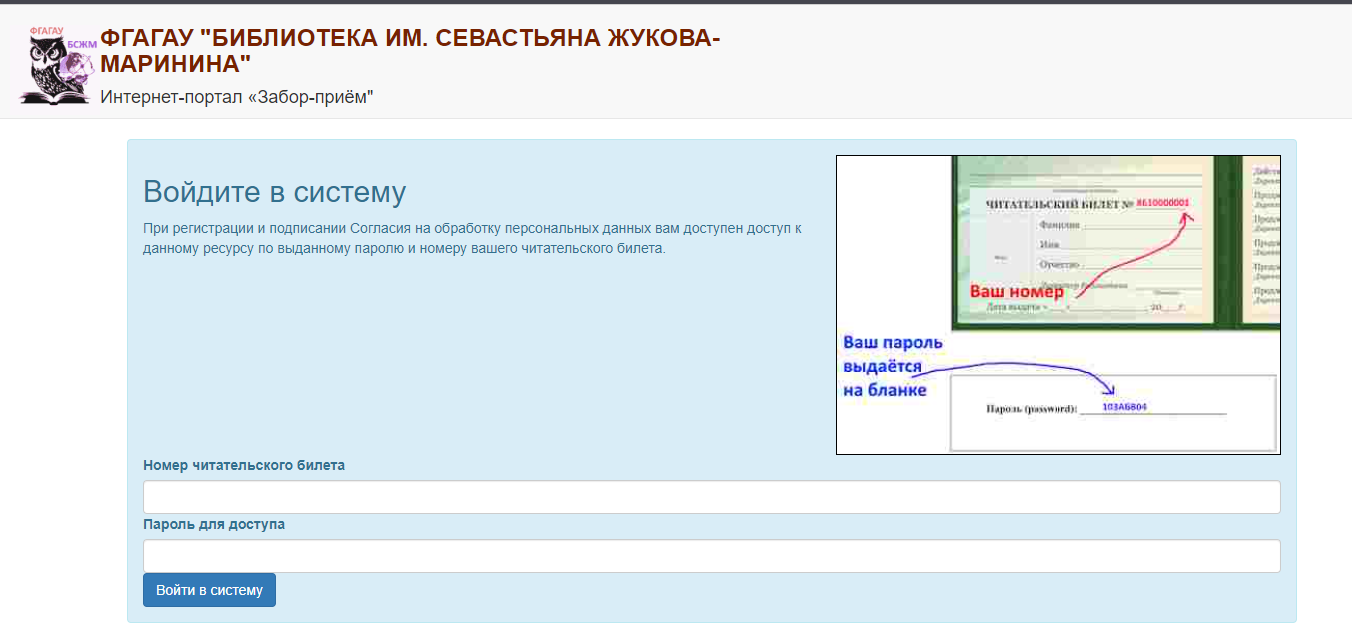 ФГАГАУ
БСЖМ
ФГАГАУ "БИБЛИОТЕКА ИМ. СЕВАСТЬЯНА ЖУКОВА-
МАРИНИНА"
Интернет-портал «Забор-приём"
Войдите в систему
При регистрации и подписании Согласия на обработку персональных данных вам доступен доступ к
данному ресурсу по выданному паролю и номеру вашего читательского билета.
ЧИТАТЕЛЬСКИЙ БИЛЕТ № 8610000001
Фамилия
Имя
Отчество
Ваш номер
Дата выдачи « » 20 г.
Ваш пароль
выдаётся
на бланке
Пароль (password): 103А6В04
Номер читательского билета
Пароль для доступа
Войти в систему